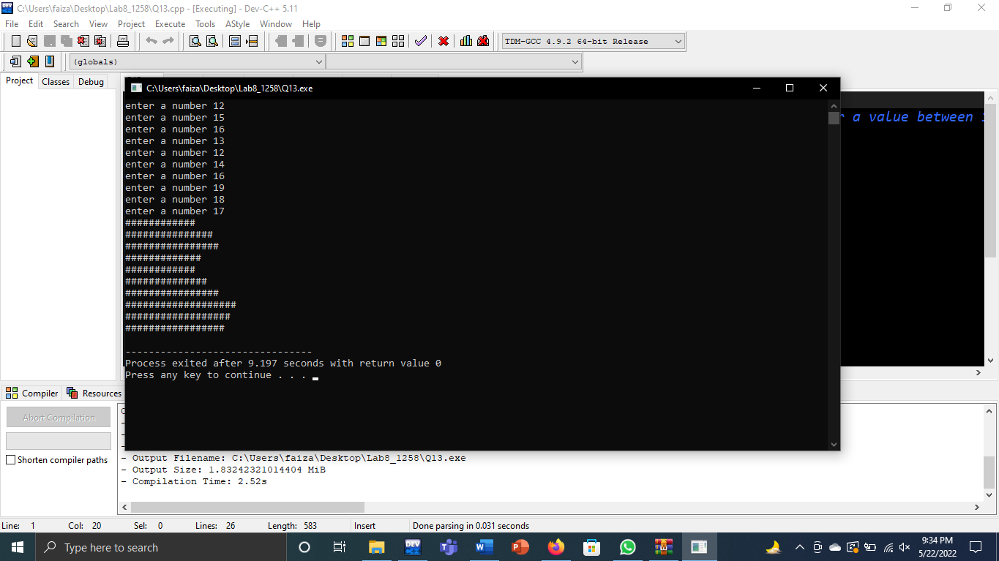 C:\Users\faiza\Desktop\Lab8_1258\Q13.cpp - [Executing] - Dev-C++ 5.11
File Edit Search View Project Execute Tools AStyle Window Help
TDM-GCC 4.9.2 64-bit Release
(globals)
Project Classes Debug
C:\Users\faiza\Desktop\Lab8_1258\Q13.exe
a value between
enter a number 12
enter a number 15
enter a number 16
enter a number 13
enter a number 12
enter a number 14
enter a number 16
enter a number 19
enter a number 18
enter a number 17
############
###############
################
#############
############
##############
################
###################
##################
#################
--------------------------------
Process exited after 9.197 seconds with return value 0
Press any key to continue . . .
Compiler Resources
Abort Compilation
Shorten compiler paths
- Output Filename: C:\Users\faiza\Desktop\Lab8_1258\Q13.exe
- Output Size: 1.83242321014404 MiB
- Compilation Time: 2.52s
Line: 1 Col: 20 Sel: 0 Lines: 26 Length: 583 Insert Done parsing in 0.031 seconds
Type here to search
DEV
9:34 PM
5/22/2022